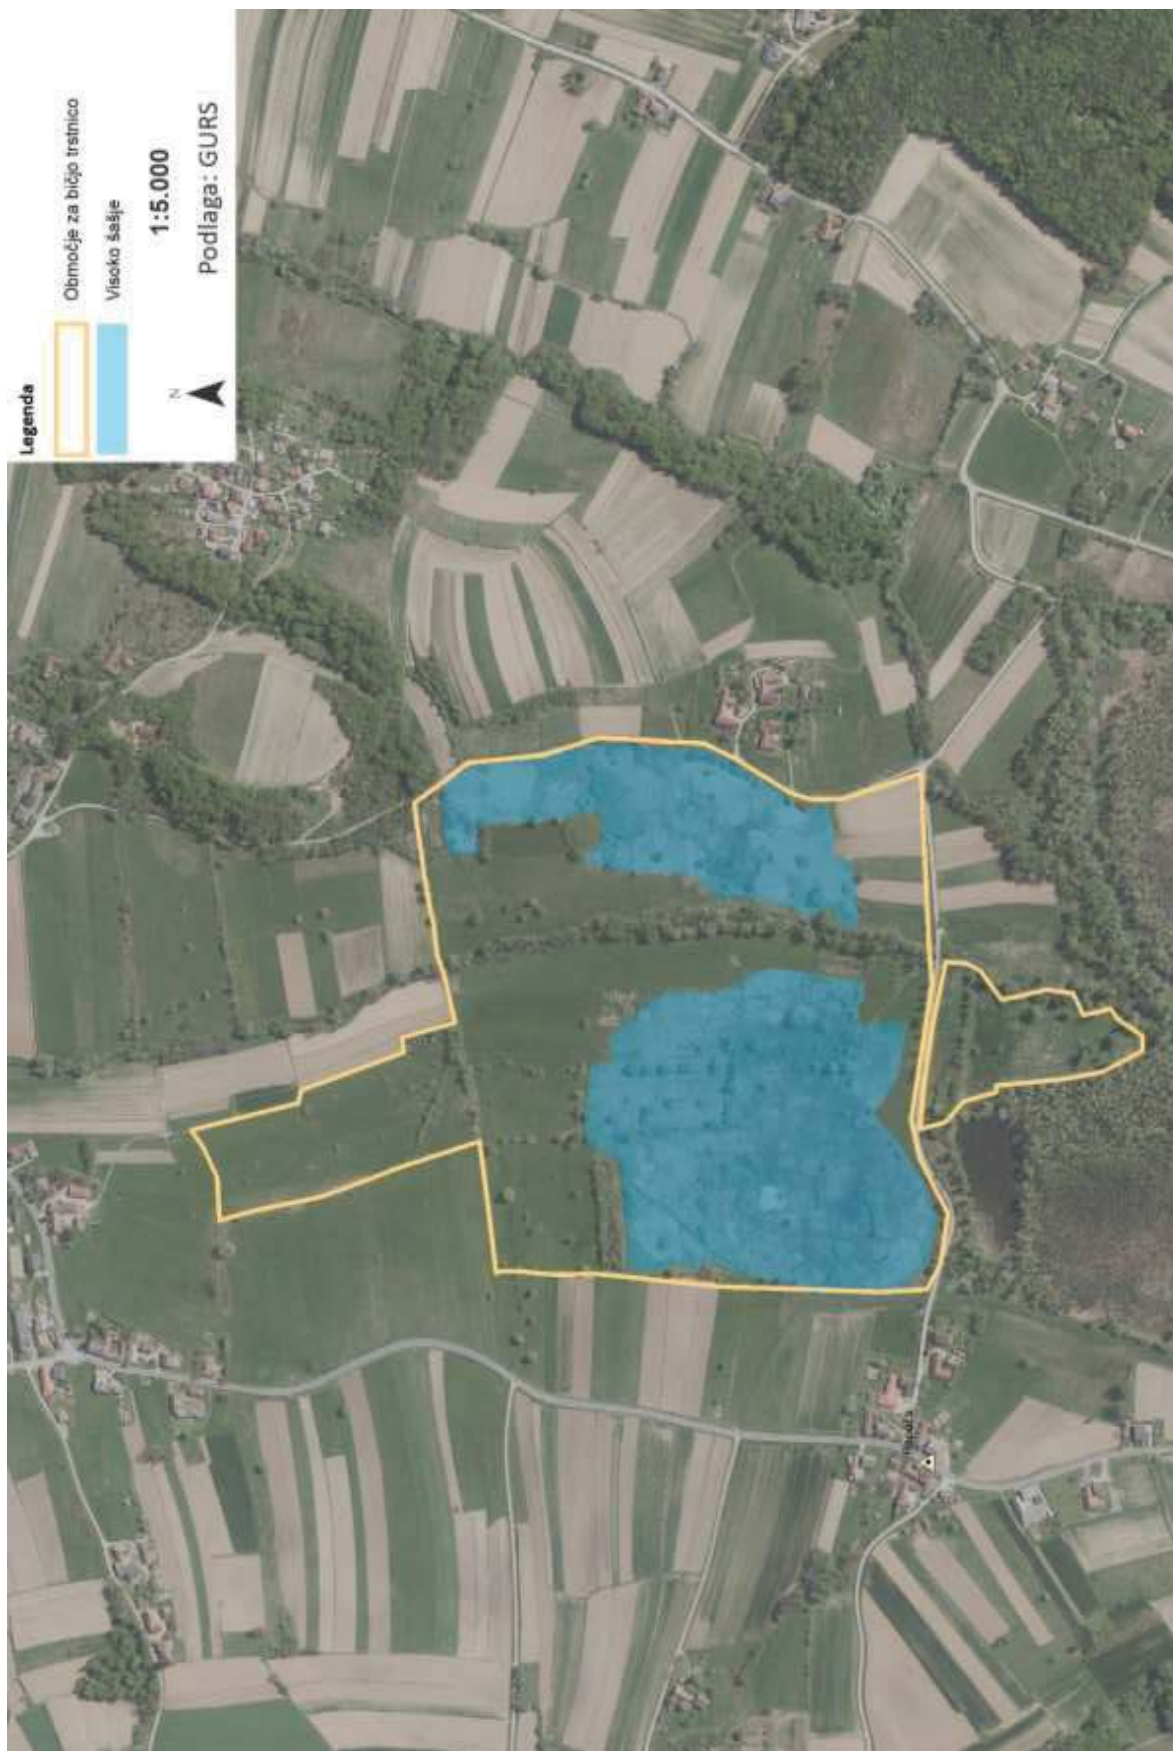 Legenda
Območje za bičjo trstnico
Visoko šašje
1:5.000
N
Podlaga: GURS